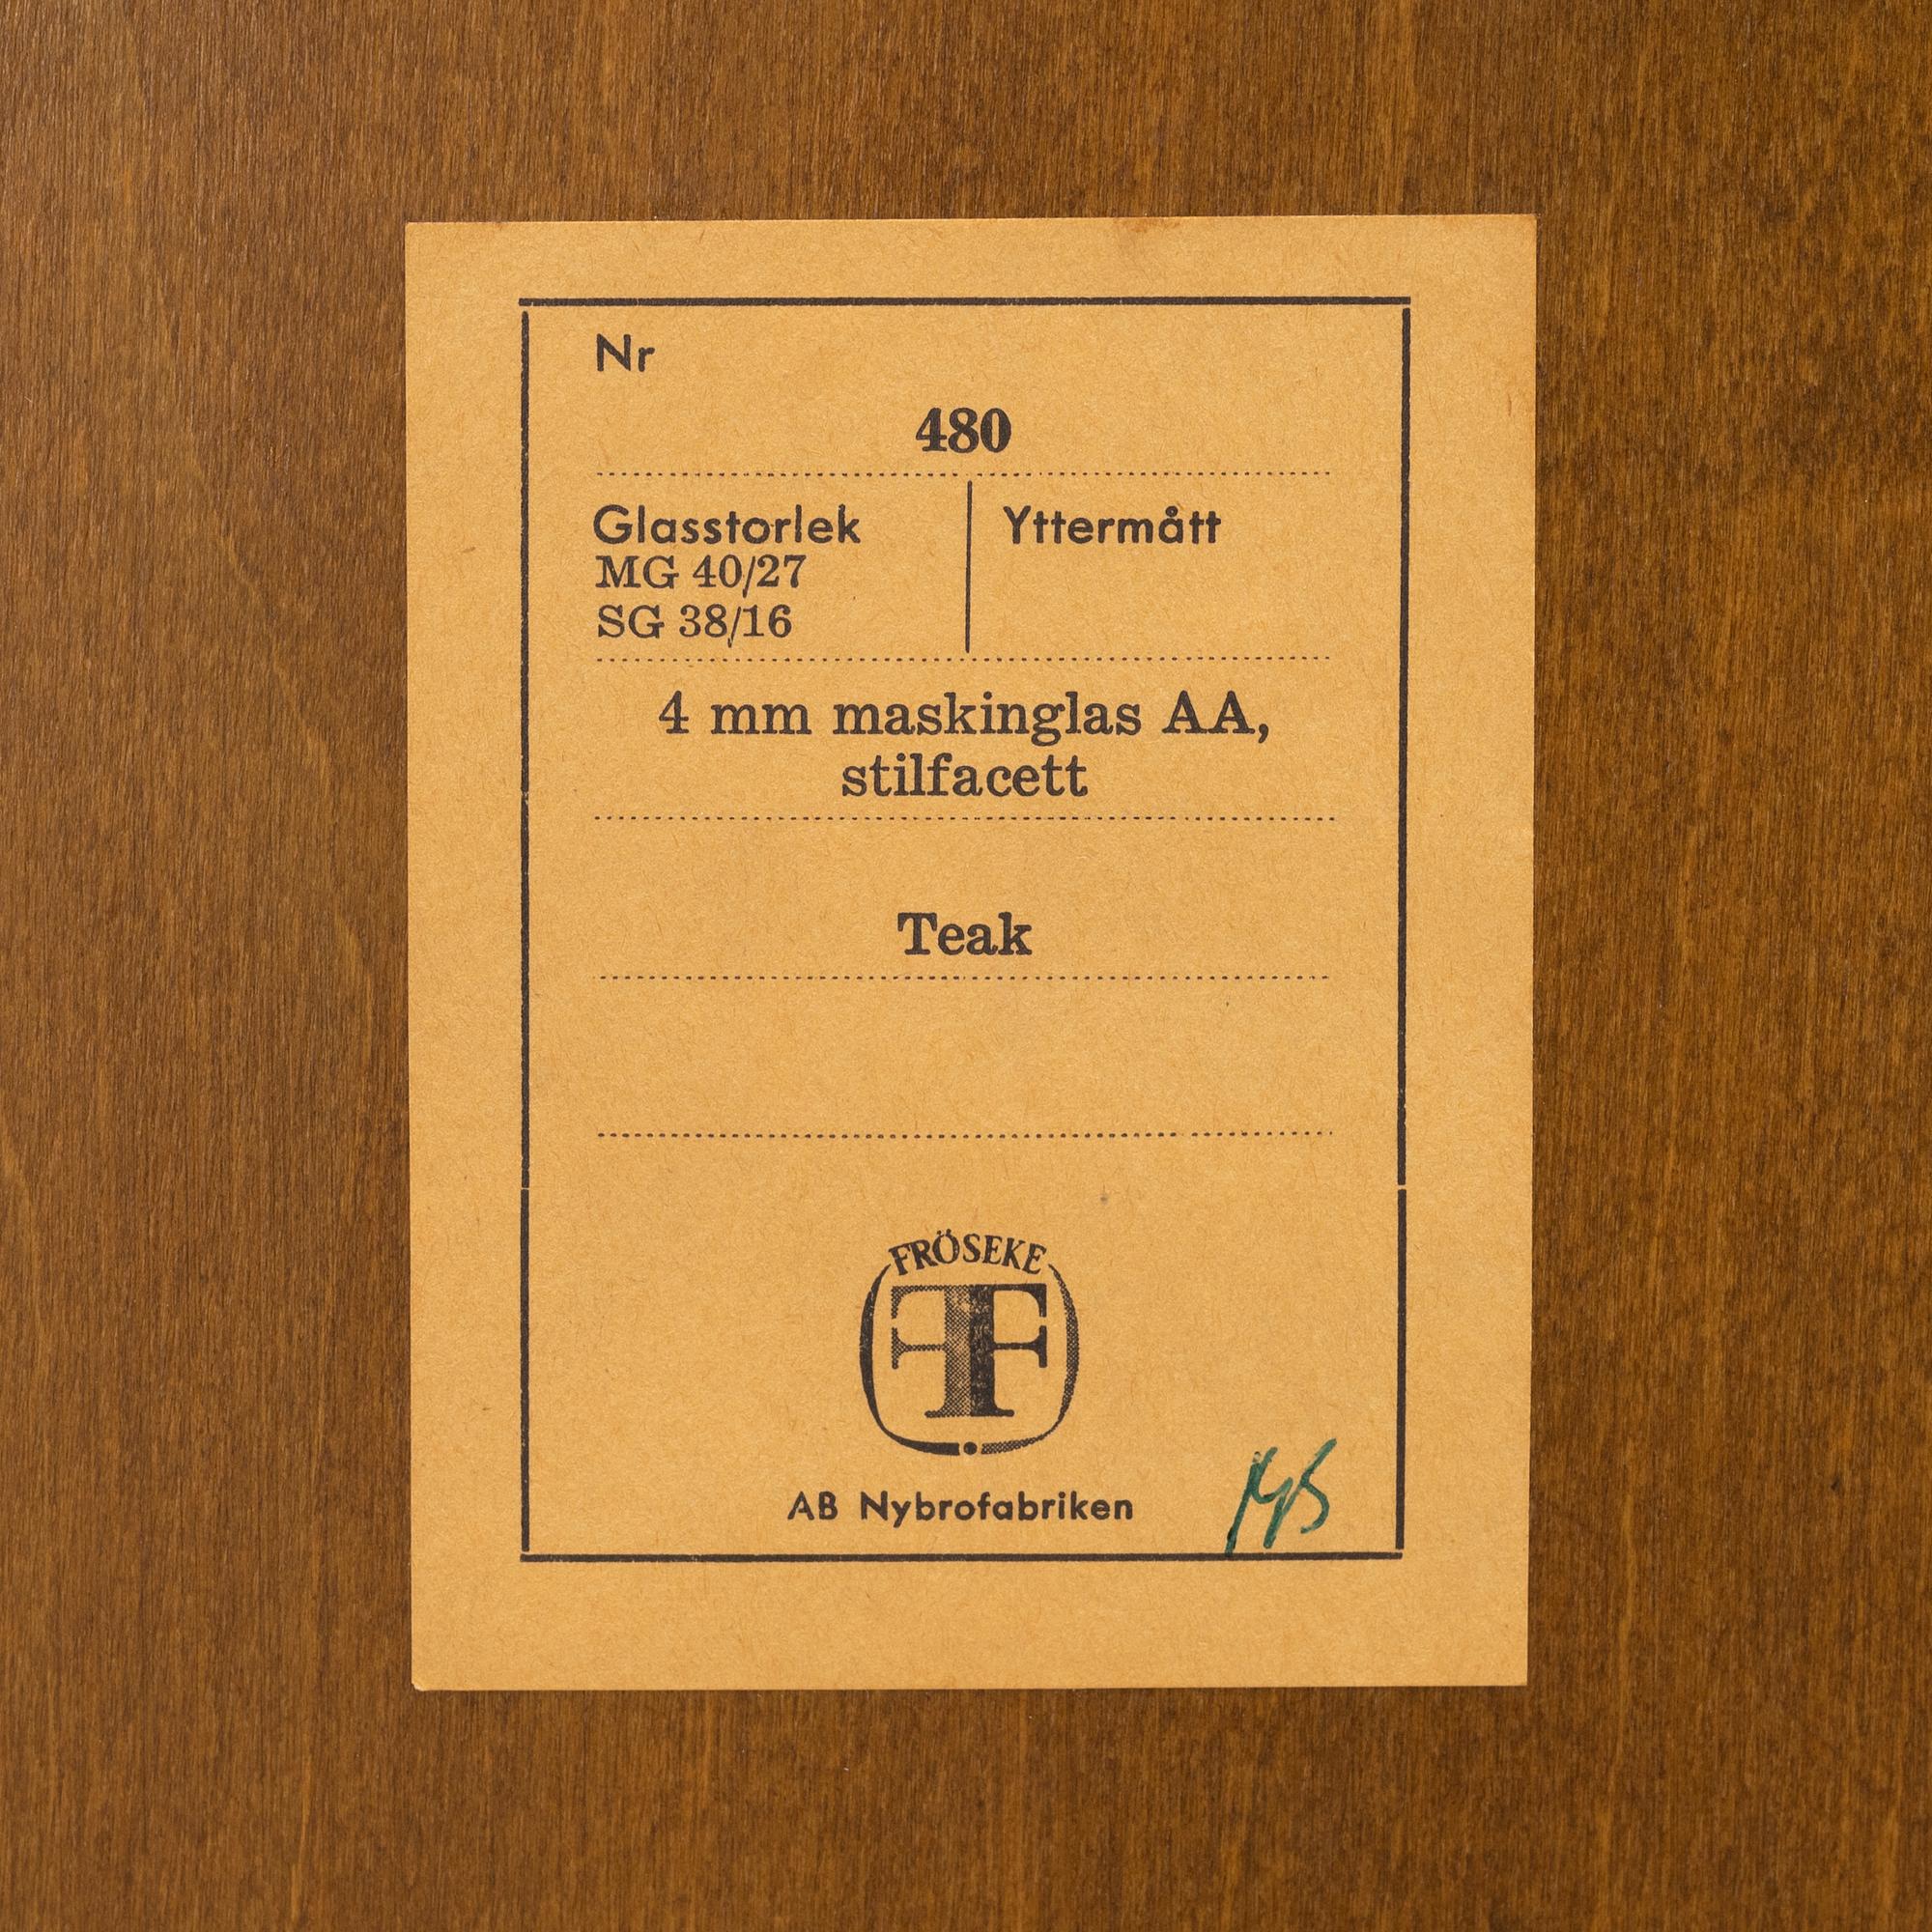 Nr
480
Glasstorlek
MG 40/27
SG 38/16
Yttermått
4 mm maskinglas AA,
stilfacett
Teak
FRÖSEKE
FF
AB Nybrofabriken